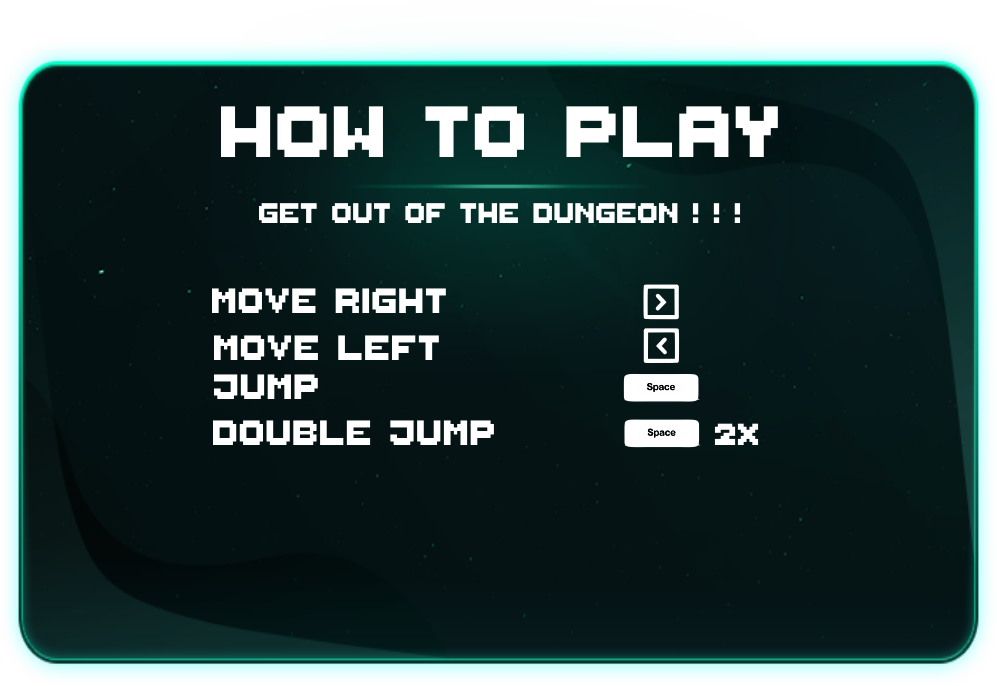 HOW TO PLAY
GET OUT OF THE DUNGEON !!!
MOVE RIGHT >
MOVE LEFT <
JUMP Space
DOUBLE JUMP Space 2X